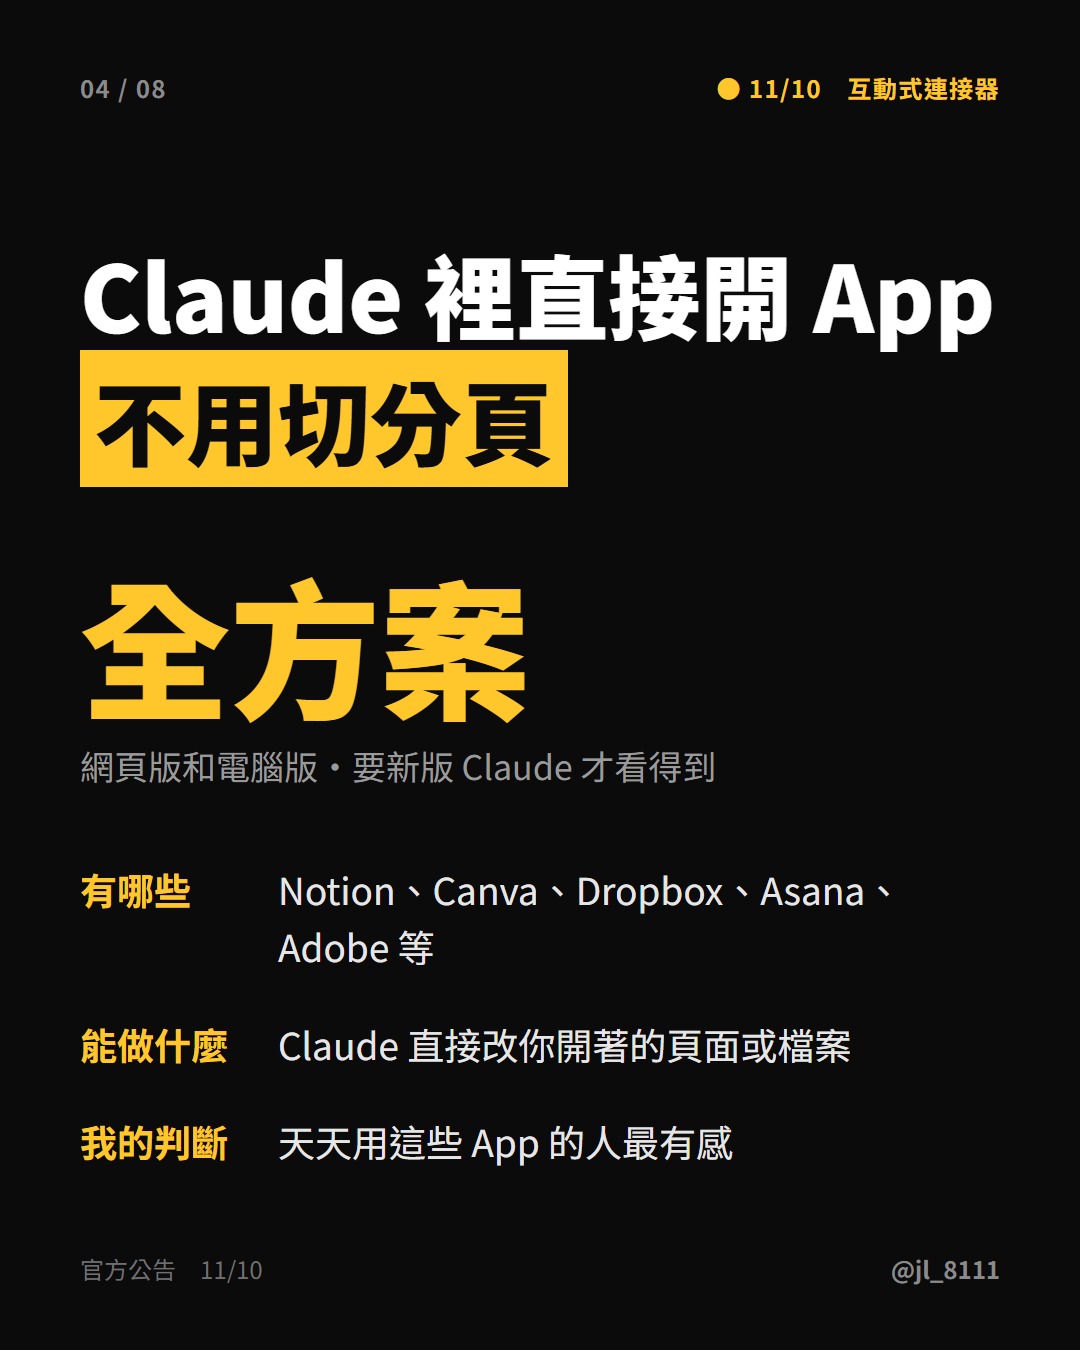 04 / 08
11/10 互動式連接器
Claude 裡直接開 App
不用切分頁
全方案
網頁版和電腦版・要新版 Claude 才看得到
有哪些
Notion、Canva、Dropbox、Asana、
Adobe 等
能做什麼
Claude 直接改你開著的頁面或檔案
我的判斷
天天用這些 App 的人最有感
官方公告 11/10
@jl_8111